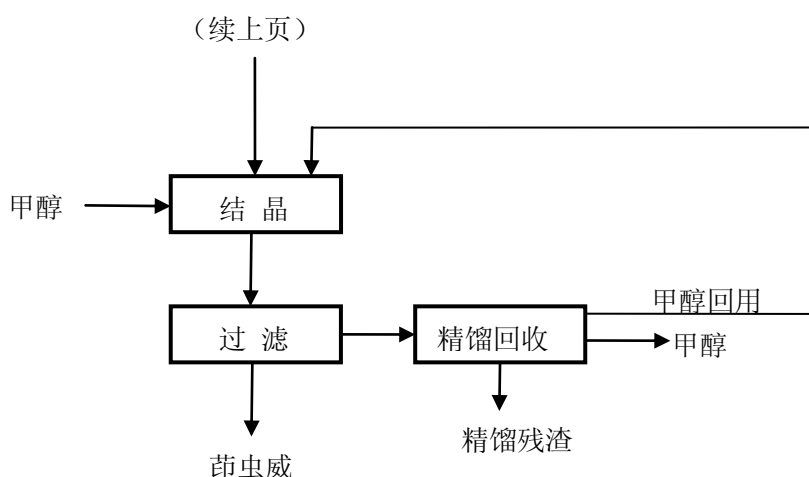 （续上页）
甲醇
结 晶
甲醇回用
过 滤
精馏回收
甲醇
精馏残渣
茚虫威